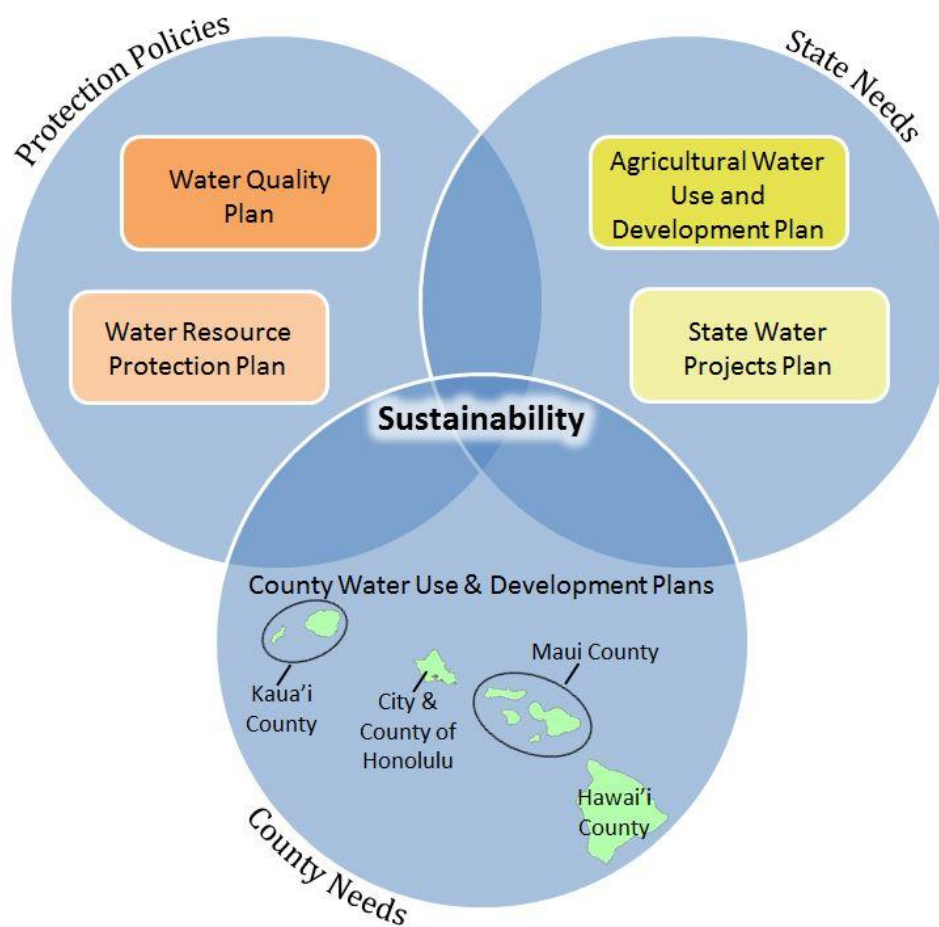 Protection Policies
State Needs
Water Quality
Plan
Agricultural Water
Use and
Development Plan
Water Resource
Protection Plan
State Water
Projects Plan
Sustainability
County Water Use & Development Plans
Kaua'i
County
City &
County of
Honolulu
Maui County
Hawai'i
County
County Needs